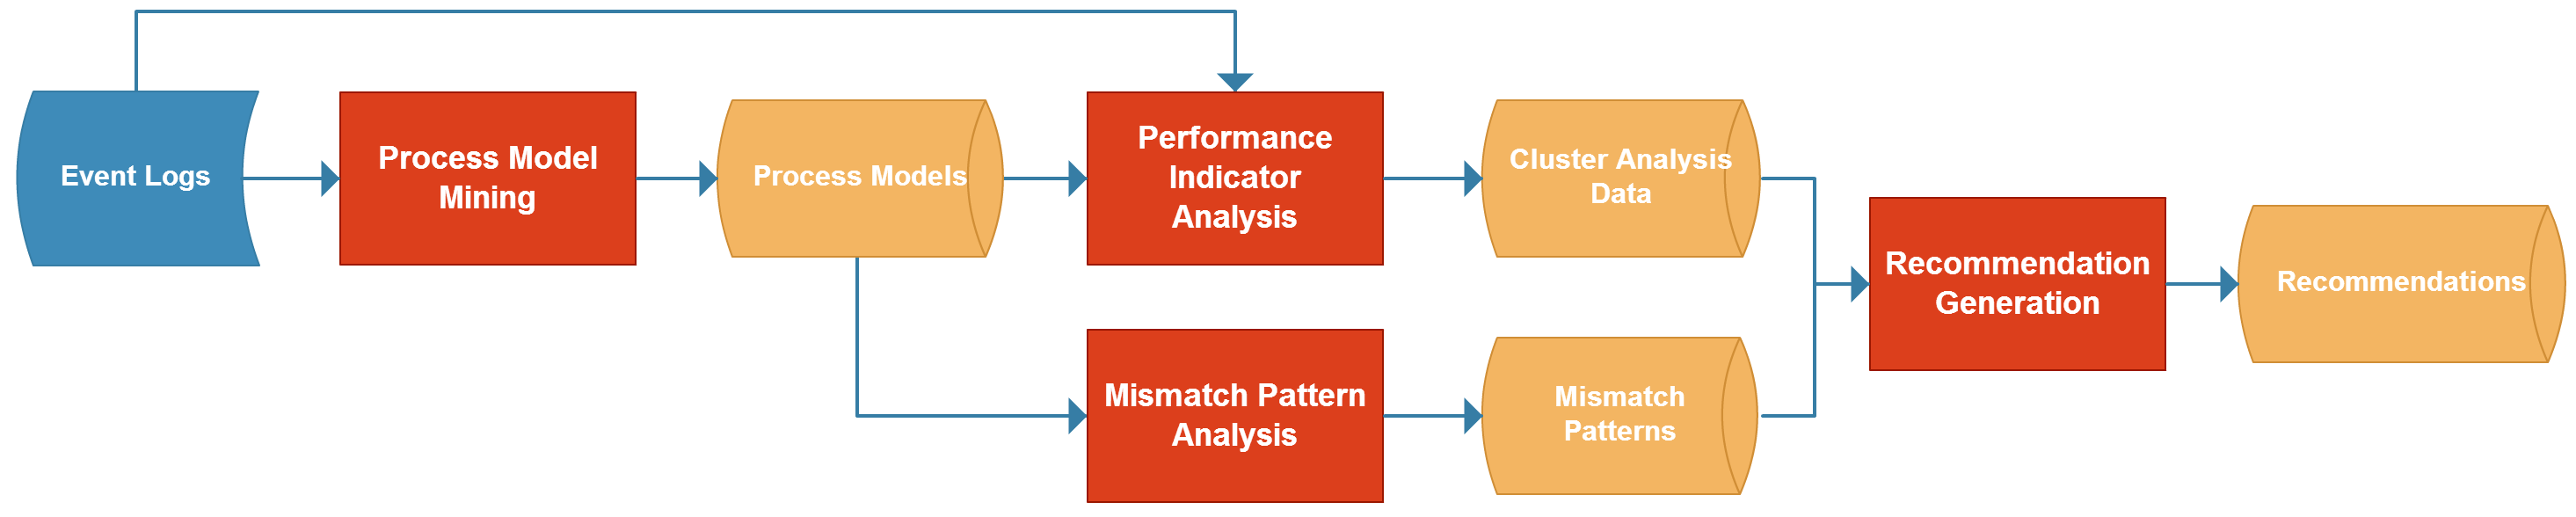 Event Logs
Process Model
Mining
Process Models
Performance
Indicator
Analysis
Cluster Analysis
Data
Mismatch Pattern
Analysis
Mismatch
Patterns
Recommendation
Generation
Recommendations